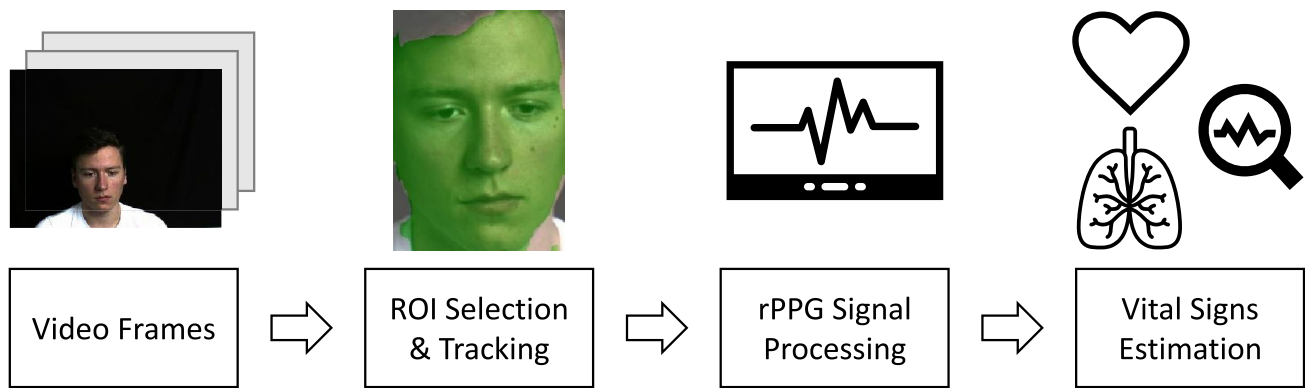 Video Frames
ROI Selection
& Tracking
rPPG Signal
Processing
Vital Signs
Estimation